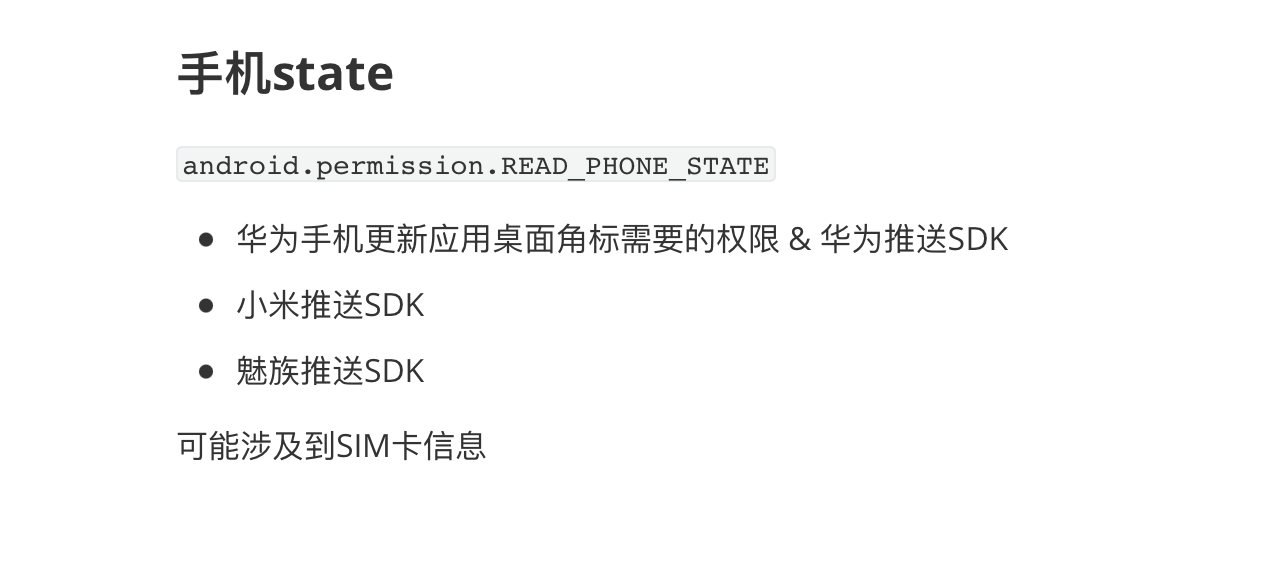 手机state
android.permission.READ_PHONE_STATE
华为手机更新应用桌面角标需要的权限 & 华为推送SDK
小米推送SDK
魅族推送SDK
可能涉及到SIM卡信息